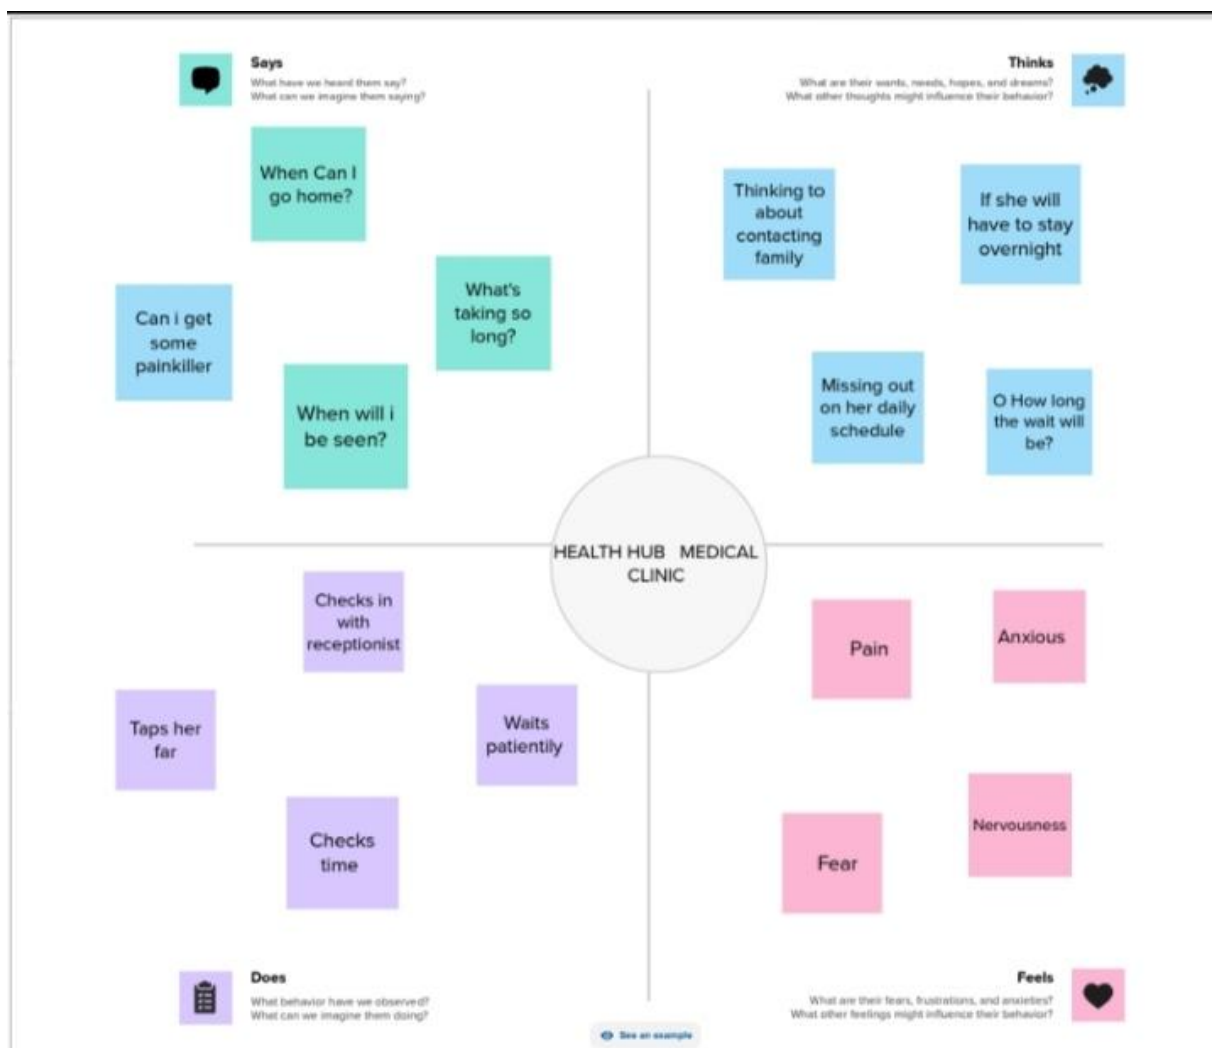 Says
What have we heard them say?
What can we imagine them saying?
Thinks
What are their wants, needs, hopes, and dreams?
What other thoughts might influence their behavior?
When Can I
go home?
What's
taking so
long?
Can i get
some
painkiller
When will i
be seen?
Thinking to
about
contacting
family
If she will
have to stay
overnight
Missing out
on her daily
schedule
O How long
the wait will
be?
HEALTH HUB MEDICAL
CLINIC
Checks in
with
receptionist
Taps her
far
Waits
patientily
Checks
time
Pain
Anxious
Fear
Nervousness
Does
What behavior have we observed?
What can we imagine them doing?
Feels
What are their fears, frustrations, and anxieties?
What other feelings might influence their behavior?
See an example